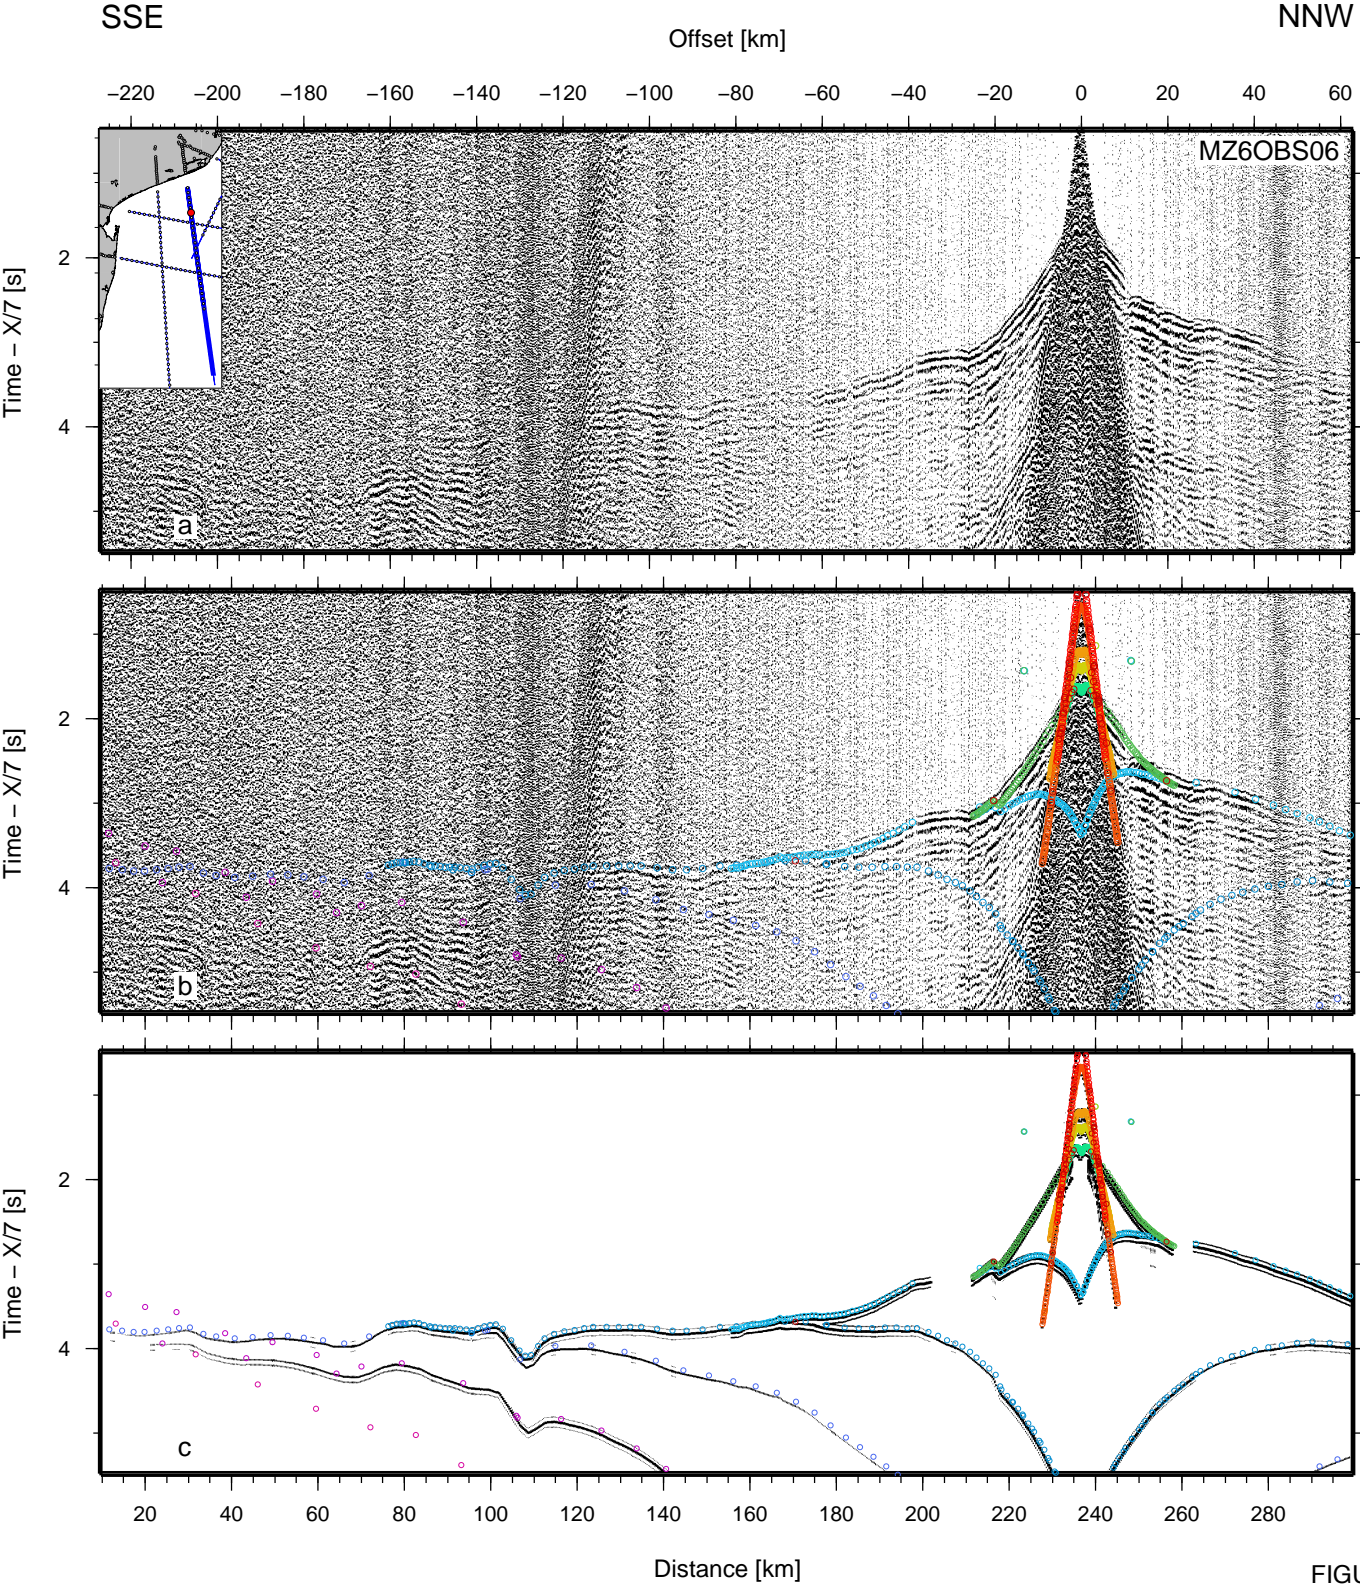 SSE
NNW
Offset [km]
−220 −200 −180 −160 −140 −120 −100 −80 −60 −40 −20 0 20 40 60
MZ6OBS06
2
4
Time − X/7 [s]
a
2
4
Time − X/7 [s]
b
2
4
Time − X/7 [s]
c
20 40 60 80 100 120 140 160 180 200 220 240 260 280
Distance [km]
FIGU